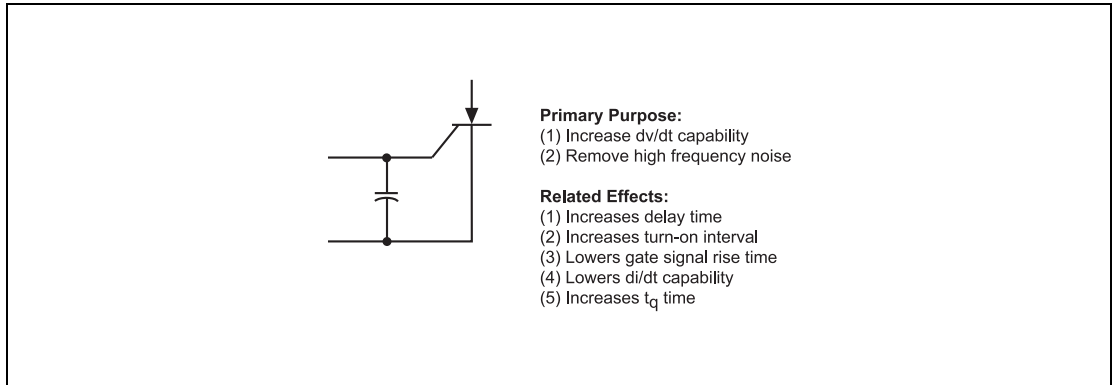 Primary Purpose:
(1) Increase dv/dt capability
(2) Remove high frequency noise
Related Effects:
(1) Increases delay time
(2) Increases turn-on interval
(3) Lowers gate signal rise time
(4) Lowers di/dt capability
(5) Increases tq time